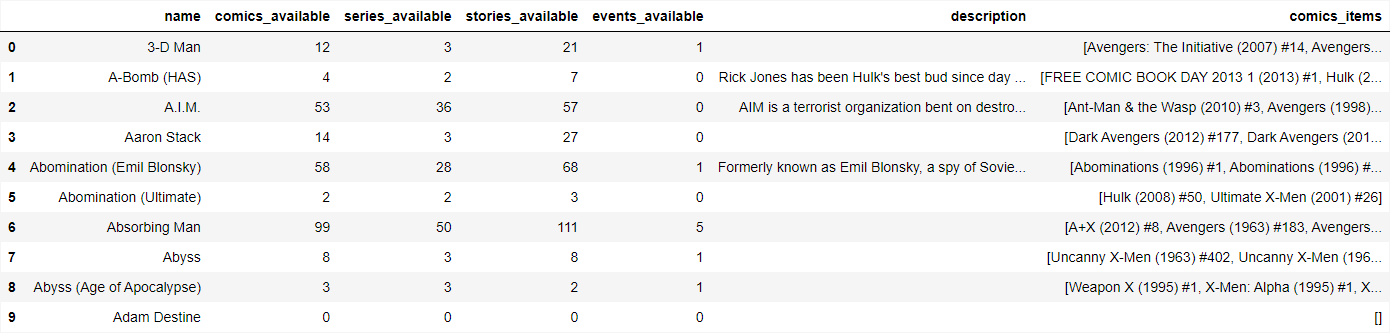 name comics_available series_available stories_available events_available description comics_items
0 3-D Man 12 3 21 1 [Avengers: The Initiative (2007) #14, Avengers...
1 A-Bomb (HAS) 4 2 7 0 Rick Jones has been Hulk's best bud since day ... [FREE COMIC BOOK DAY 2013 1 (2013) #1, Hulk (2...
2 A.I.M. 53 36 57 0 AIM is a terrorist organization bent on destro... [Ant-Man & the Wasp (2010) #3, Avengers (1998)...
3 Aaron Stack 14 3 27 0 [Dark Avengers (2012) #177, Dark Avengers (201...
4 Abomination (Emil Blonsky) 58 28 68 1 Formerly known as Emil Blonsky, a spy of Sovie... [Abominations (1996) #1, Abominations (1996) #...
5 Abomination (Ultimate) 2 2 3 0 [Hulk (2008) #50, Ultimate X-Men (2001) #26]
6 Absorbing Man 99 50 111 5 [A+X (2012) #8, Avengers (1963) #183, Avengers...
7 Abyss 8 3 8 1 [Uncanny X-Men (1963) #402, Uncanny X-Men (196...
8 Abyss (Age of Apocalypse) 3 3 2 1 [Weapon X (1995) #1, X-Men: Alpha (1995) #1, X...
9 Adam Destine 0 0 0 0 []